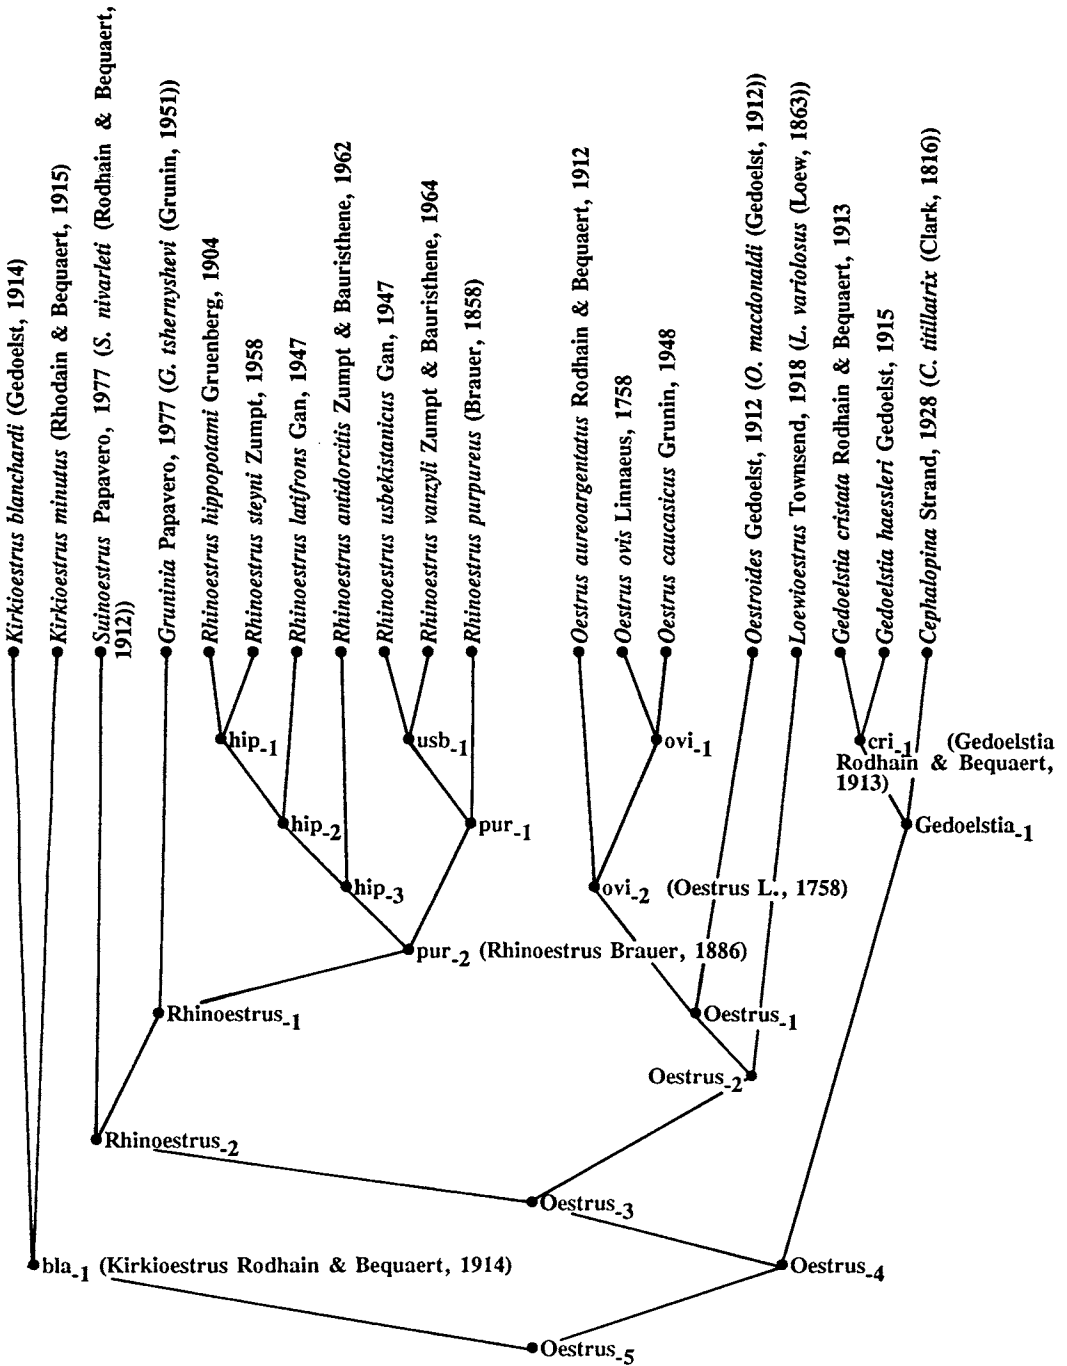 Kirkioestrus blanchardi (Gedoelst, 1914)
Kirkioestrus minutus (Rhodain & Bequaert, 1915)
Suinoestrus Papavero, 1977 (S. nivarleti (Rodhain & Bequaert,
1912))
Gruninia Papavero, 1977 (G. tshernyshevi (Grunin, 1951))
Rhinoestrus hippopotami Gruenberg, 1904
Rhinoestrus steyni Zumpt, 1958
Rhinoestrus latifrons Gan, 1947
Rhinoestrus antidorcitis Zumpt & Bauristhene, 1962
Rhinoestrus usbekistanicus Gan, 1947
Rhinoestrus vanzyli Zumpt & Bauristhene, 1964
Rhinoestrus purpureus (Brauer, 1858)
Oestrus aureoargentatus Rodhain & Bequaert, 1912
Oestrus ovis Linnaeus, 1758
Oestrus caucasicus Grunin, 1948
Oestroides Gedoelst, 1912 (O. macdonaldi (Gedoelst, 1912))
Loewioestrus Townsend, 1918 (L. variolosus (Loew, 1863))
Gedoelstia cristata Rodhain & Bequaert, 1913
Gedoelstia haessleri Gedoelst, 1915
Cephalopina Strand, 1928 (C. titillatrix (Clark, 1816))
hip-1
usb-1
ovi-1
cri-1 (Gedoelstia
Rodhain & Bequaert,
1913)
hip-2
pur-1
Gedoelstia-1
hip-3
ovi-2 (Oestrus L., 1758)
pur-2 (Rhinoestrus Brauer, 1886)
Rhinoestrus-1
Oestrus-1
Oestrus-2
Rhinoestrus-2
Oestrus-3
bla-1 (Kirkioestrus Rodhain & Bequaert, 1914)
Oestrus-4
Oestrus-5